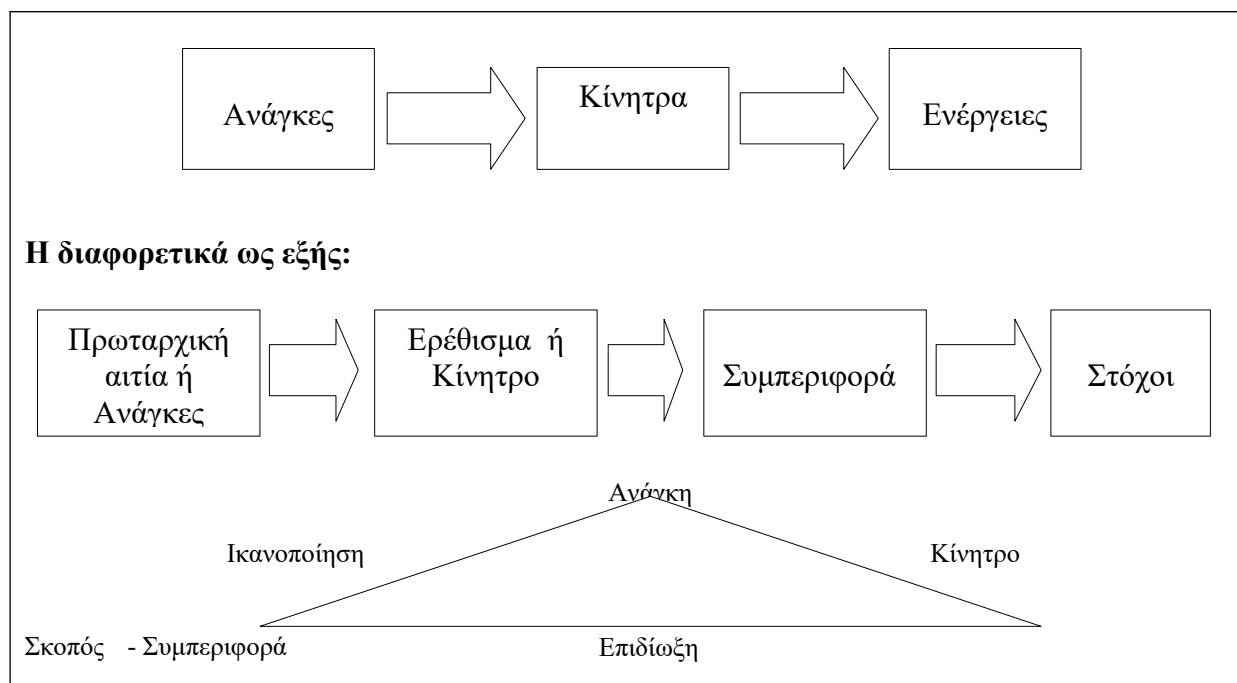 Ανάγκες
Κίνητρα
Ενέργειες
Η διαφορετικά ως εξής:
Πρωταρχική
αιτία ή
Ανάγκες
Ερέθισμα ή
Κίνητρο
Συμπεριφορά
Στόχοι
Ανάγκη
Ικανοποίηση
Κίνητρο
Σκοπός - Συμπεριφορά
Επιδίωξη